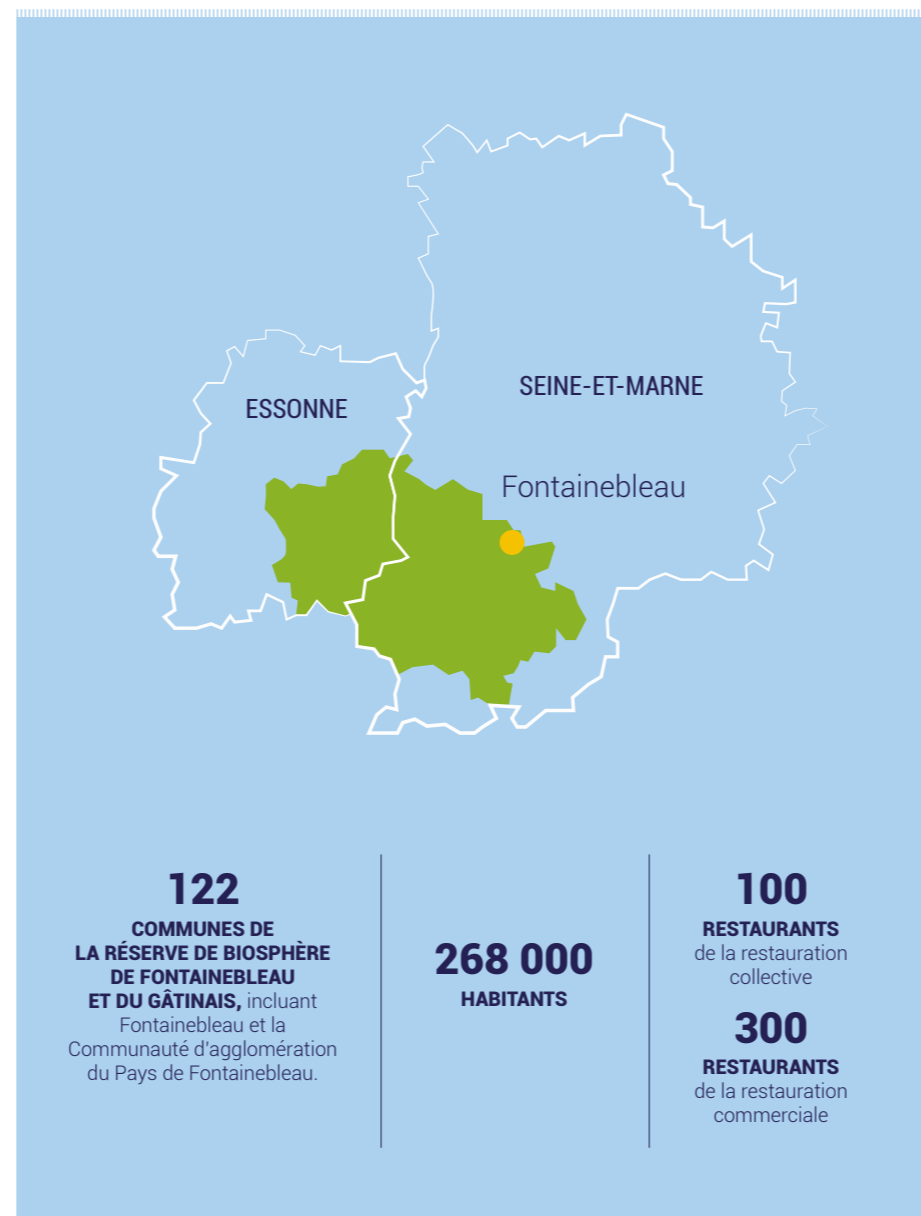 ESSONNE
SEINE-ET-MARNE
Fontainebleau
122
COMMUNES DE
LA RÉSERVE DE BIOSPHÈRE
DE FONTAINEBLEAU
ET DU GÂTINAIS, incluant
Fontainebleau et la
Communauté d'agglomération
du Pays de Fontainebleau.
268 000
HABITANTS
100
RESTAURANTS
de la restauration
collective
300
RESTAURANTS
de la restauration
commerciale